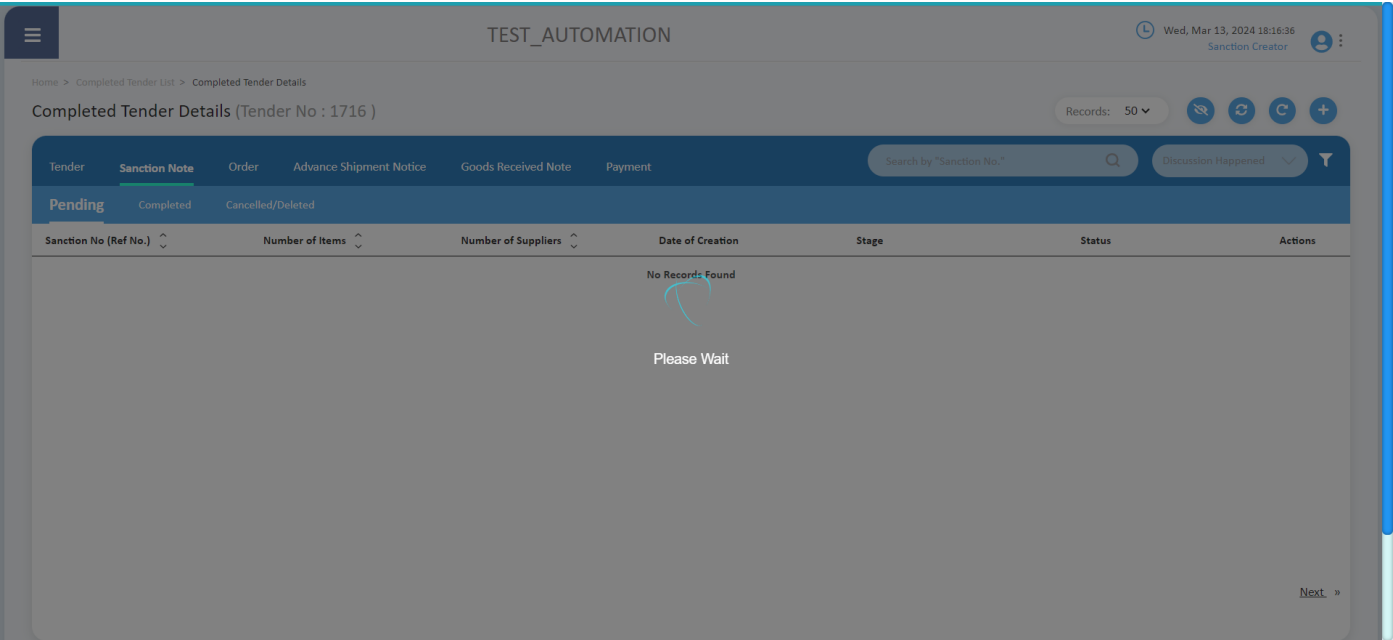 TEST_AUTOMATION
Wed, Mar 13, 2024 18:16:36
Sanction Creator
Home > Completed Tender List > Completed Tender Details
Completed Tender Details (Tender No : 1716 )
Records: 50
Tender Sanction Note Order Advance Shipment Notice Goods Received Note Payment
Search by "Sanction No."
Discussion Happened
Pending Completed Cancelled/Deleted
Sanction No (Ref No.) Number of Items Number of Suppliers Date of Creation Stage Status Actions
No Records Found
Please Wait
Next »